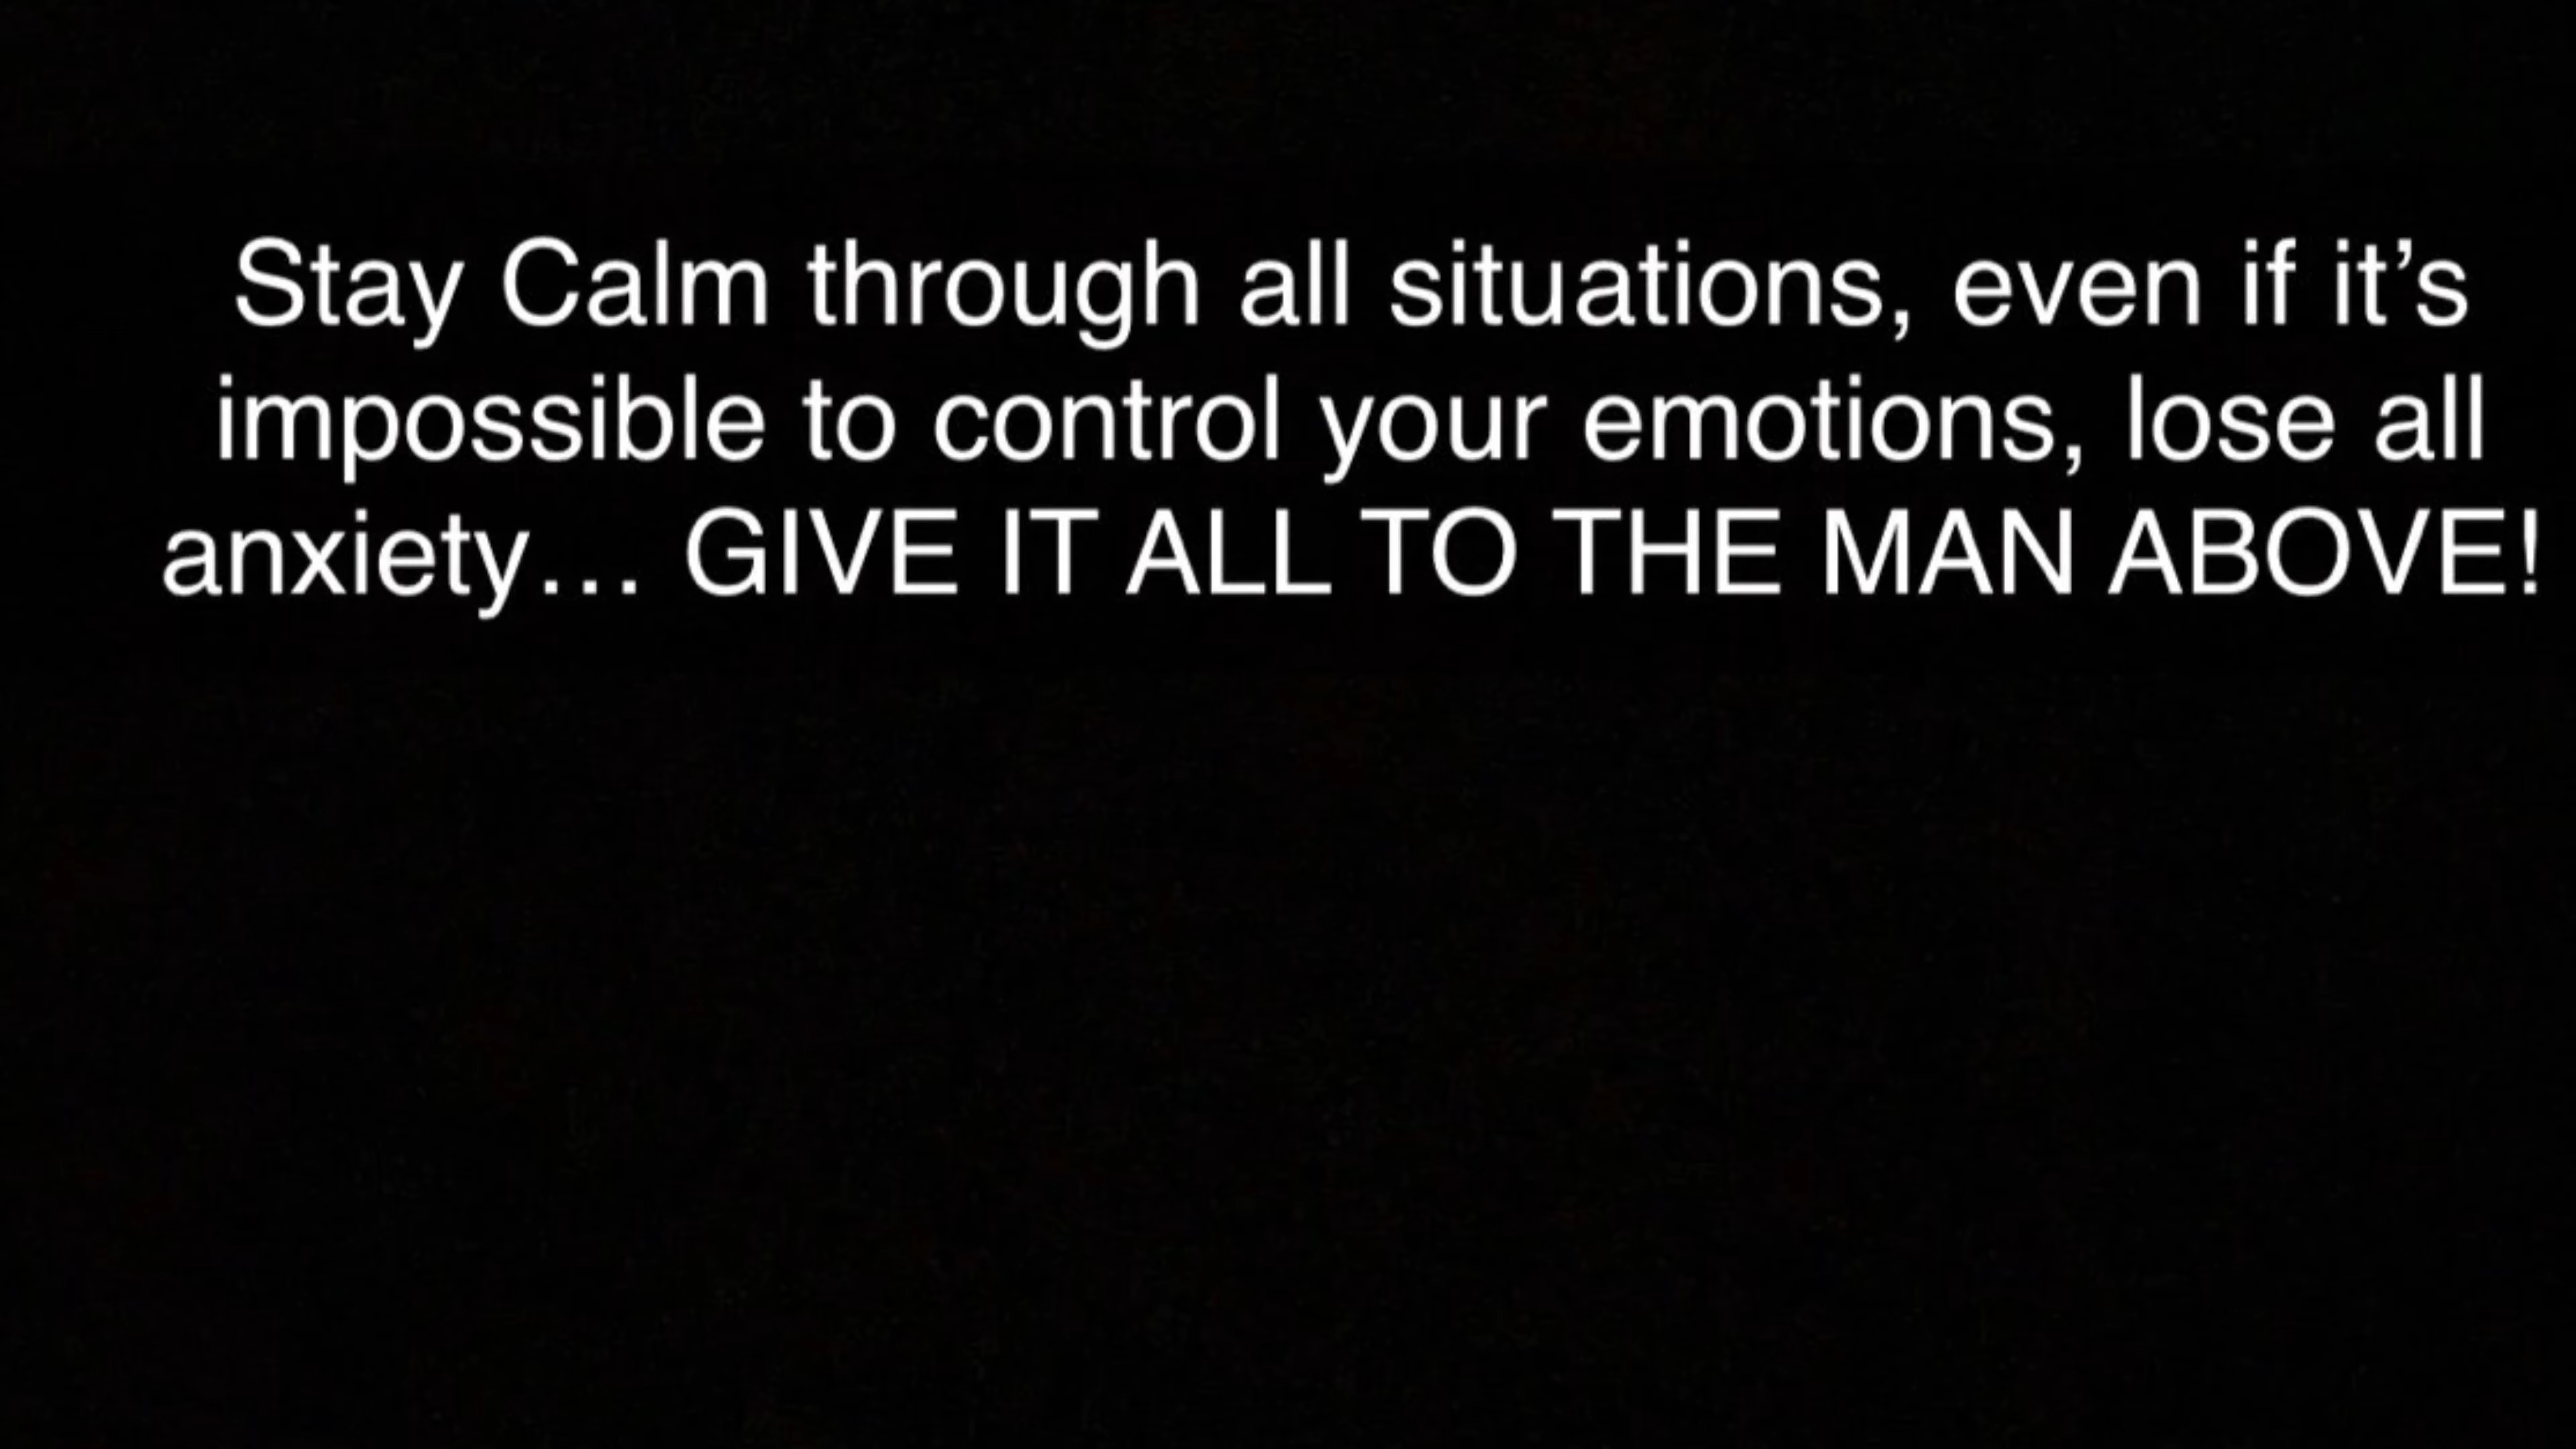 Stay Calm through all situations, even if it’s
impossible to control your emotions, lose all
anxiety… GIVE IT ALL TO THE MAN ABOVE!